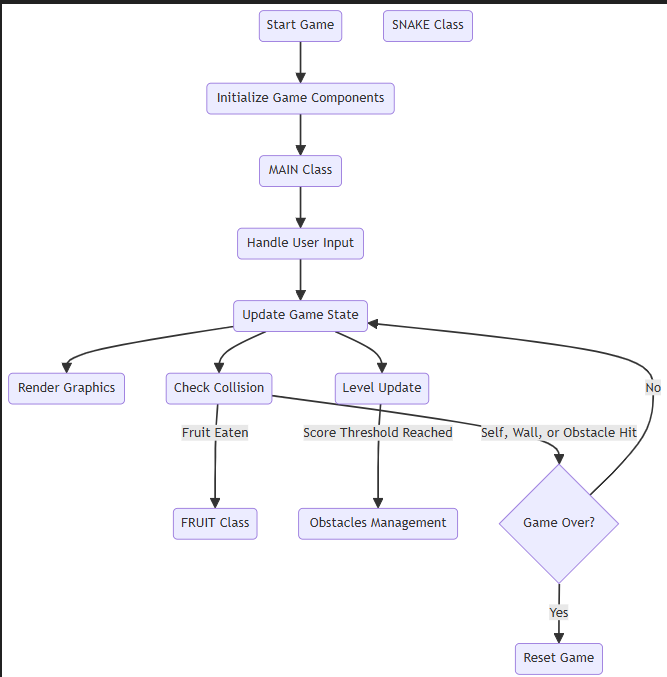 Start Game
SNAKE Class
Initialize Game Components
MAIN Class
Handle User Input
Update Game State
Render Graphics
Check Collision
Level Update
No
Fruit Eaten
Score Threshold Reached
Self, Wall, or Obstacle Hit
FRUIT Class
Obstacles Management
Game Over?
Yes
Reset Game